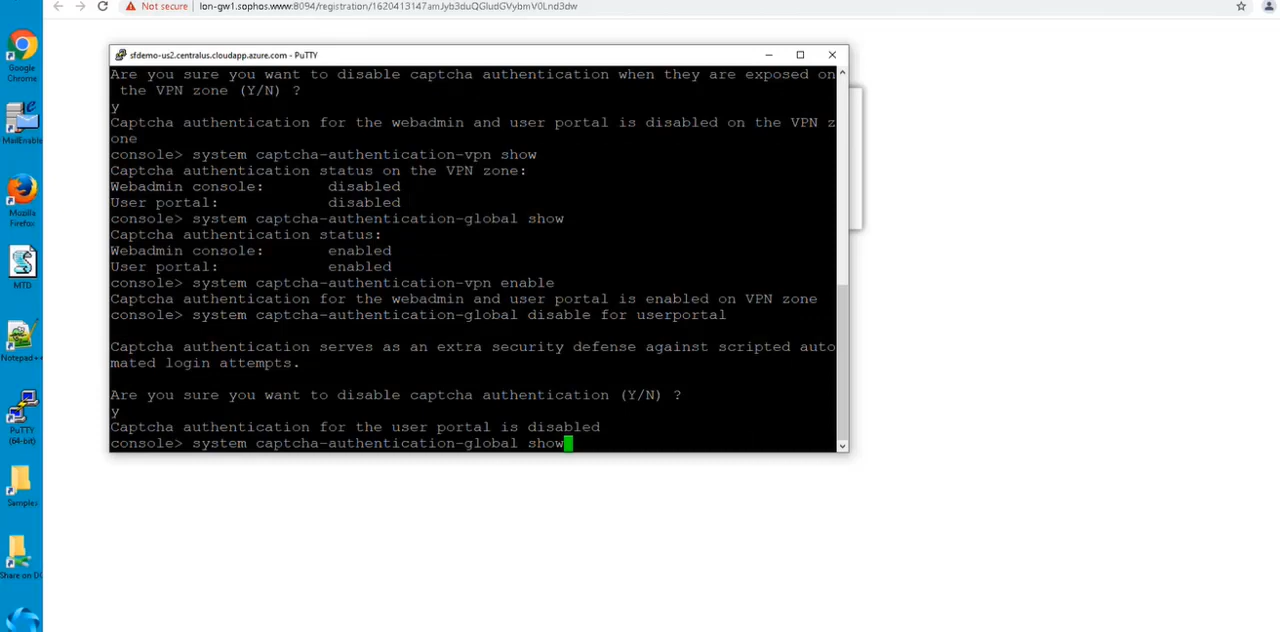 Not secure | lon-gw1.sophos.www:8094/registration/1620413147amJyb3duQGludGVybmV0Lnd3dw
Google
Chrome
MailEnable
Mozilla
Firefox
MTD
Notepad++
PuTTY
(64-bit)
Samples
Share on DC
sfdemo-us2.centralus.cloudapp.azure.com - PuTTY
Are you sure you want to disable captcha authentication when they are exposed on
the VPN zone (Y/N) ?
y
Captcha authentication for the webadmin and user portal is disabled on the VPN z
one
console> system captcha-authentication-vpn show
Captcha authentication status on the VPN zone:
Webadmin console: disabled
User portal: disabled
console> system captcha-authentication-global show
Captcha authentication status:
Webadmin console: enabled
User portal: enabled
console> system captcha-authentication-vpn enable
Captcha authentication for the webadmin and user portal is enabled on VPN zone
console> system captcha-authentication-global disable for userportal
Captcha authentication serves as an extra security defense against scripted auto
mated login attempts.
Are you sure you want to disable captcha authentication (Y/N) ?
y
Captcha authentication for the user portal is disabled
console> system captcha-authentication-global show